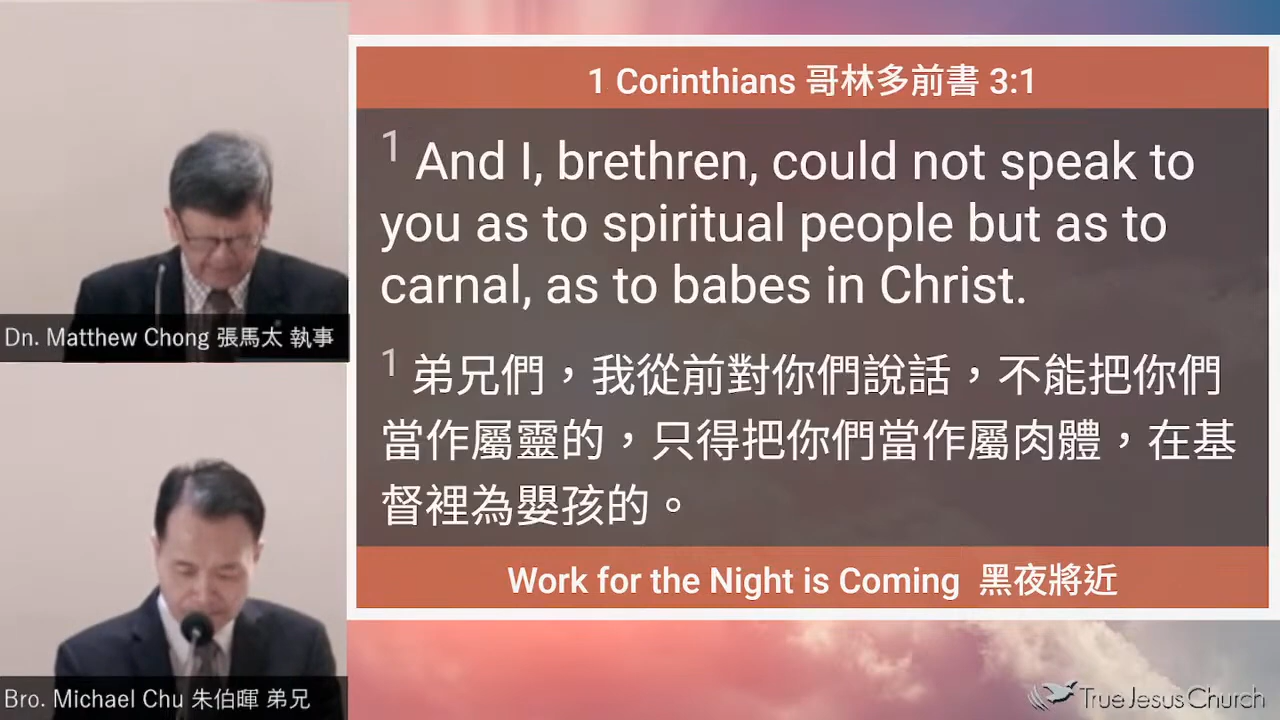 1 Corinthians 哥林多前書 3:1
1 And I, brethren, could not speak to
you as to spiritual people but as to
carnal, as to babes in Christ.
1 弟兄們，我從前對你們說話，不能把你們
當作屬靈的，只得把你們當作屬肉體，在基
督裡為嬰孩的。
Work for the Night is Coming 黑夜將近
Dn. Matthew Chong 張馬太 執事
Bro. Michael Chu 朱伯暉 弟兄
True Jesus Church